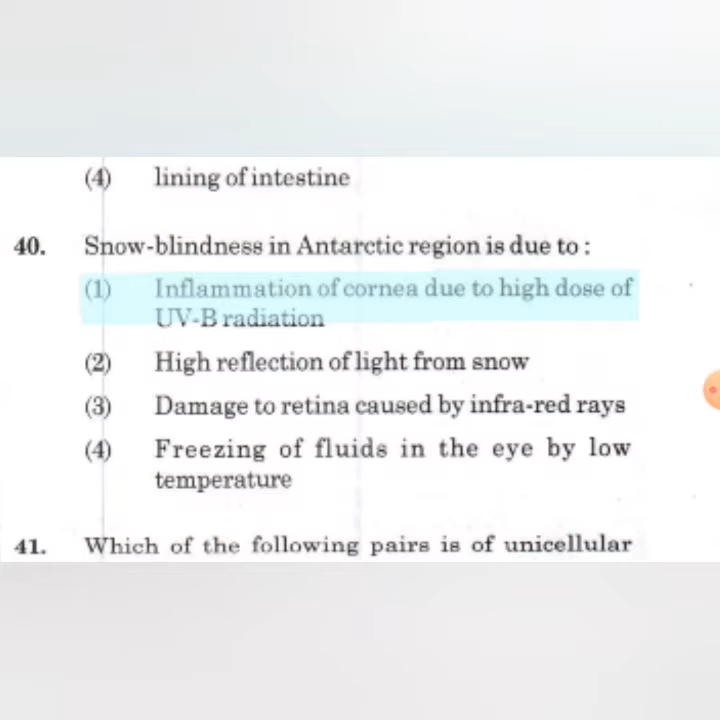 (4) lining of intestine
40. Snow-blindness in Antarctic region is due to :
(1) Inflammation of cornea due to high dose of
UV-B radiation
(2) High reflection of light from snow
(3) Damage to retina caused by infra-red rays
(4) Freezing of fluids in the eye by low
temperature
41. Which of the following pairs is of unicellular